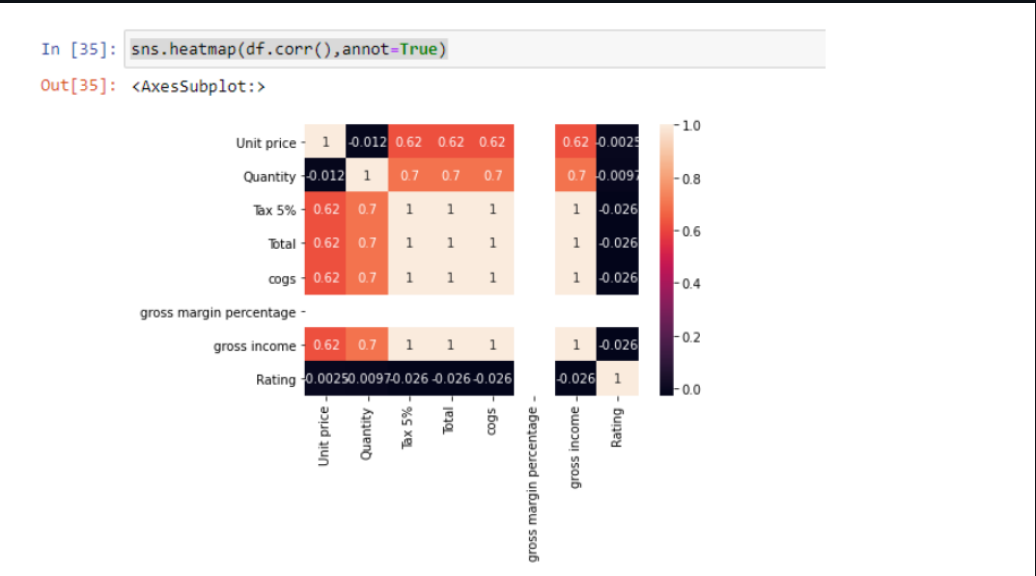 In [35]: sns.heatmap(df.corr(),annot=True)
Out[35]: <AxesSubplot:>
Unit price 1 -0.012 0.62 0.62 0.62 0.62 -0.0025 1.0
Quantity -0.012 1 0.7 0.7 0.7 0.7 -0.0097 0.8
Tax 5% 0.62 0.7 1 1 1 1 -0.026
Total 0.62 0.7 1 1 1 1 -0.026 0.6
cogs 0.62 0.7 1 1 1 1 -0.026 0.4
gross margin percentage
gross income 0.62 0.7 1 1 1 1 -0.026 0.2
Rating -0.0025 -0.0097 -0.026 -0.026 -0.026 -0.026 1 0.0
Unit price
Quantity
Tax 5%
Total
cogs
gross margin percentage
gross income
Rating